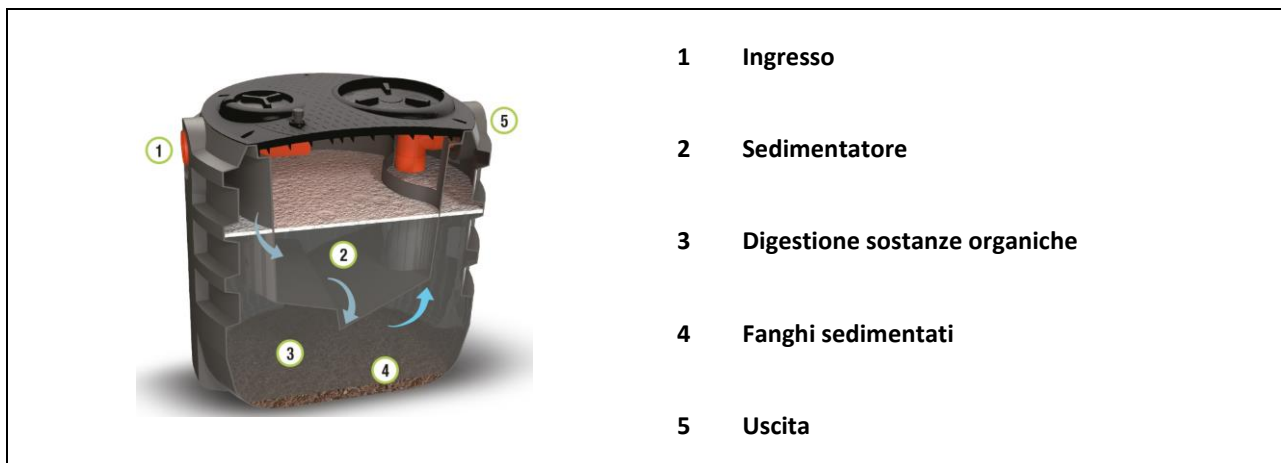 1 Ingresso
2 Sedimentatore
3 Digestione sostanze organiche
4 Fanghi sedimentati
5 Uscita
1
5
2
3
4